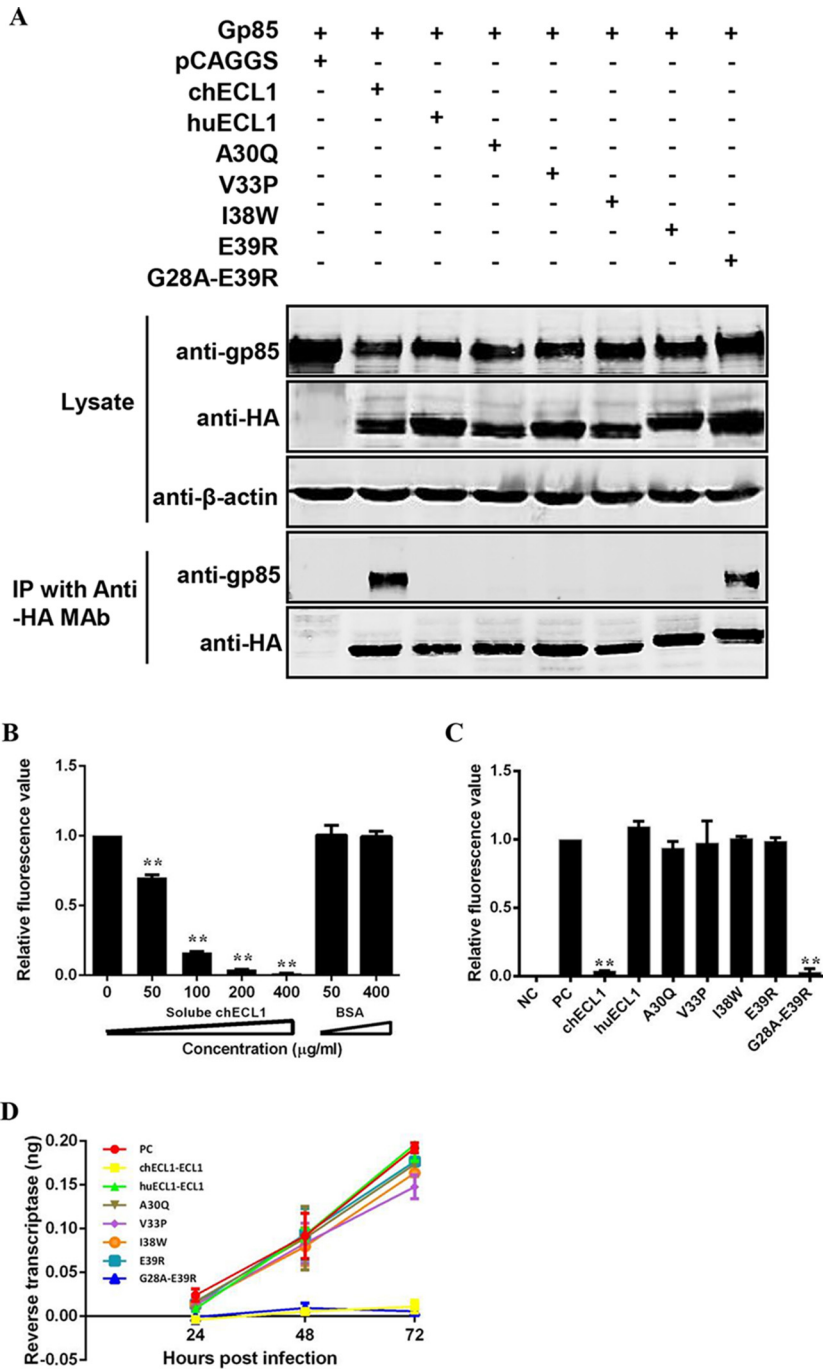 A
Gp85 + + + + + + + +
pCAGGS + - - - - - - -
chECL1 - + - - - - - -
huECL1 - - + - - - - -
A30Q - - - + - - - -
V33P - - - - + - - -
I38W - - - - - + - -
E39R - - - - - - + -
G28A-E39R - - - - - - - +
Lysate
anti-gp85
anti-HA
anti-β-actin
IP with Anti
-HA MAb
anti-gp85
anti-HA
B
Relative fluorescence value
1.5
1.0
0.5
0.0
** ** ** **
0 50 100 200 400 50 400
Solube chECL1 BSA
Concentration (μg/ml)
C
Relative fluorescence value
1.5
1.0
0.5
0.0
** **
NC PC chECL1 huECL1 A30Q V33P I38W E39R G28A-E39R
D
Reverse transcriptase (ng)
0.20
0.15
0.10
0.05
0.00
-0.05
PC
chECL1-ECL1
huECL1-ECL1
A30Q
V33P
I38W
E39R
G28A-E39R
24 48 72
Hours post infection